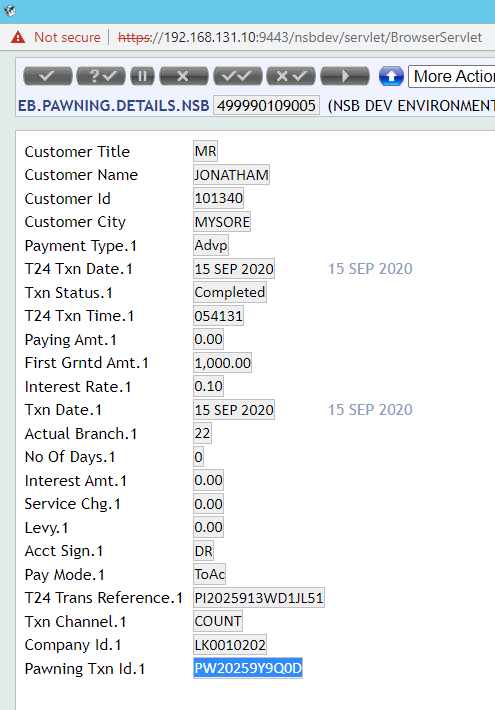 Not secure | https://192.168.131.10:9443/nsbdev/servlet/BrowserServlet
More Action
EB.PAWNING.DETAILS.NSB 499990109005 (NSB DEV ENVIRONMENT
Customer Title MR
Customer Name JONATHAM
Customer Id 101340
Customer City MYSORE
Payment Type.1 Advp
T24 Txn Date.1 15 SEP 2020 15 SEP 2020
Txn Status.1 Completed
T24 Txn Time.1 054131
Paying Amt.1 0.00
First Grntd Amt.1 1,000.00
Interest Rate.1 0.10
Txn Date.1 15 SEP 2020 15 SEP 2020
Actual Branch.1 22
No Of Days.1 0
Interest Amt.1 0.00
Service Chg.1 0.00
Levy.1 0.00
Acct Sign.1 DR
Pay Mode.1 ToAc
T24 Trans Reference.1 PI2025913WD1JL51
Txn Channel.1 COUNT
Company Id.1 LK0010202
Pawning Txn Id.1 PW20259Y9Q0D